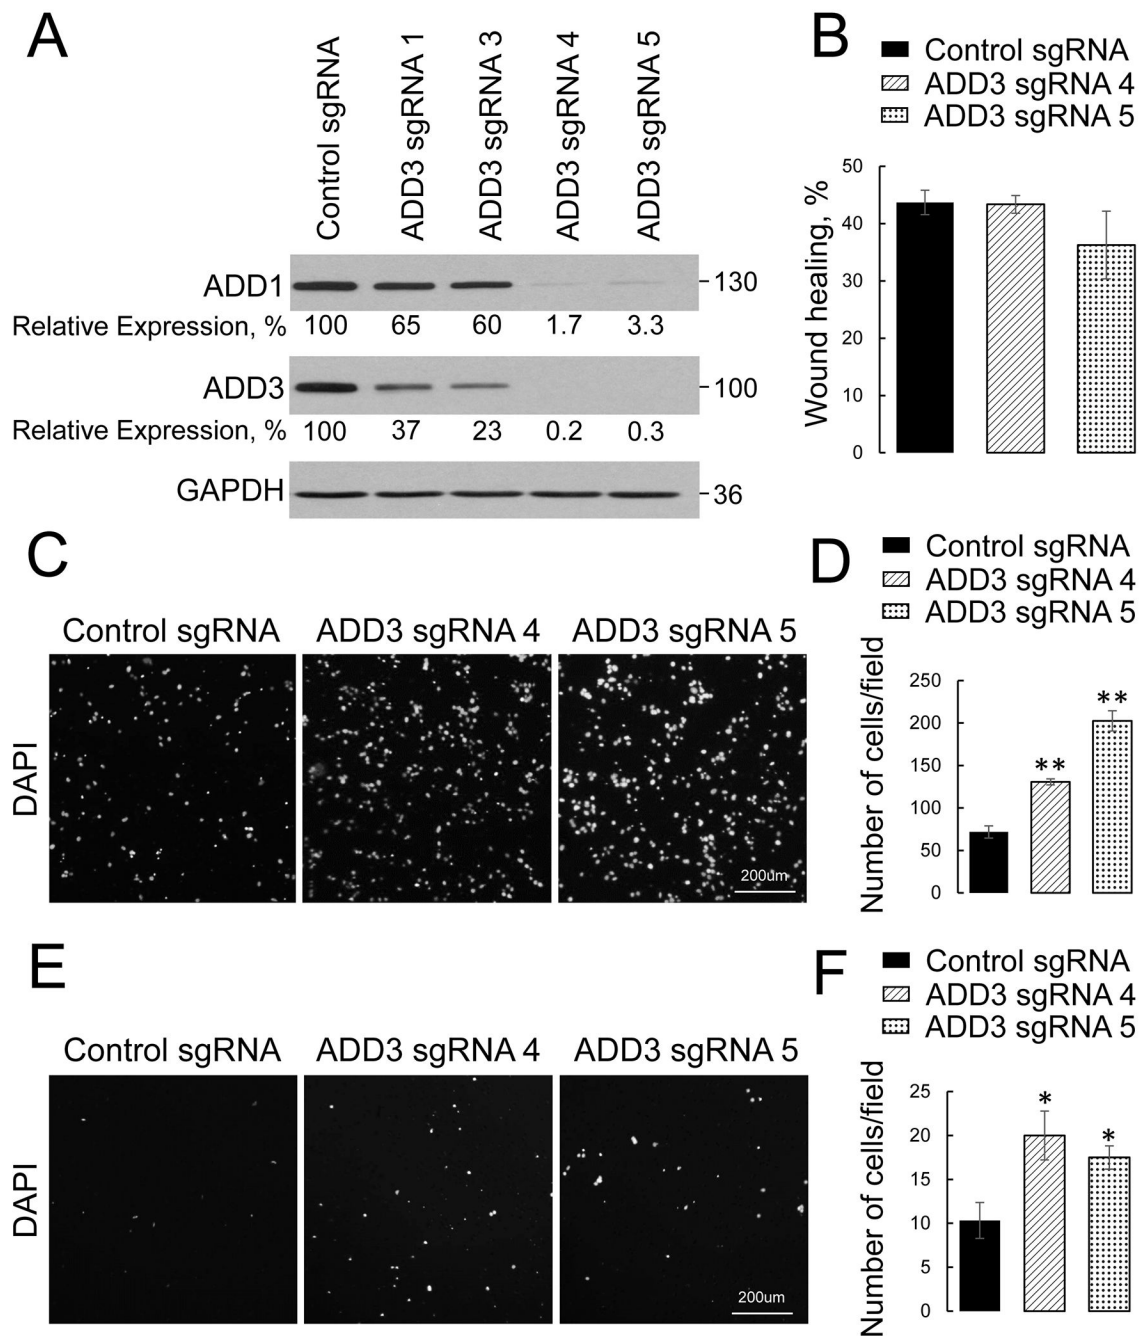 A
Control sgRNA
ADD3 sgRNA 1
ADD3 sgRNA 3
ADD3 sgRNA 4
ADD3 sgRNA 5
ADD1
130
Relative Expression, % 100 65 60 1.7 3.3
ADD3
100
Relative Expression, % 100 37 23 0.2 0.3
GAPDH
36
B
Control sgRNA
ADD3 sgRNA 4
ADD3 sgRNA 5
Wound healing, %
50
40
30
20
10
0
C
Control sgRNA
ADD3 sgRNA 4
ADD3 sgRNA 5
DAPI
200um
D
Control sgRNA
ADD3 sgRNA 4
ADD3 sgRNA 5
Number of cells/field
250
200
150
100
50
0
**
**
E
Control sgRNA
ADD3 sgRNA 4
ADD3 sgRNA 5
DAPI
200um
F
Control sgRNA
ADD3 sgRNA 4
ADD3 sgRNA 5
Number of cells/field
25
20
15
10
5
0
*
*